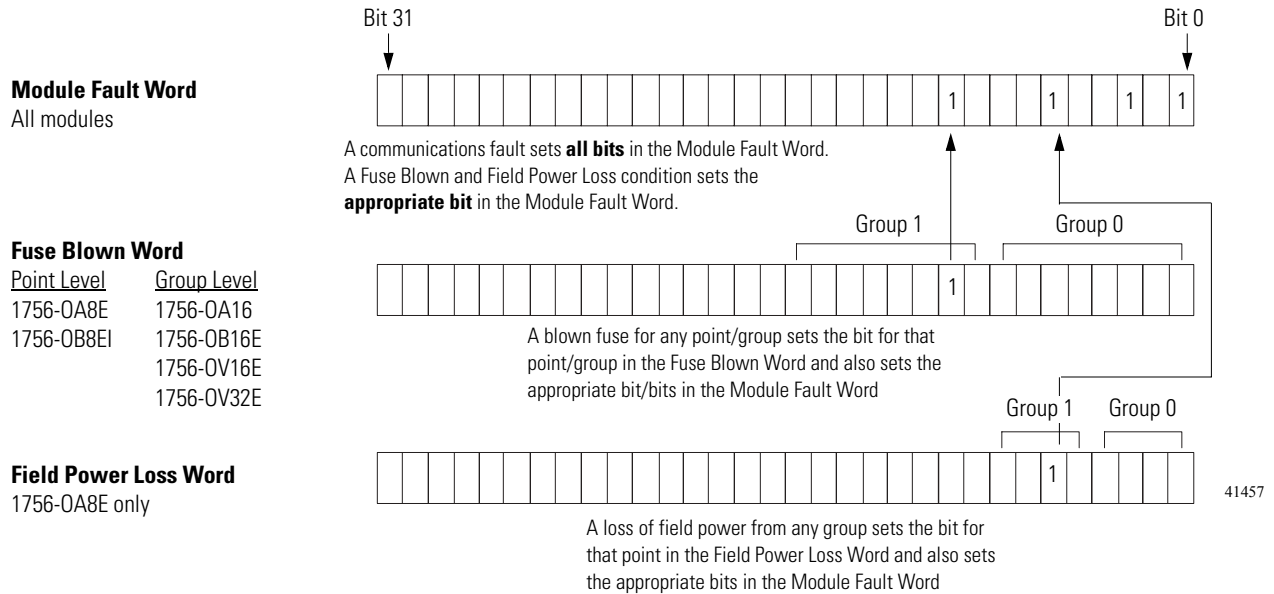 Bit 31 Bit 0
Module Fault Word
All modules
1 1 1 1
A communications fault sets all bits in the Module Fault Word.
A Fuse Blown and Field Power Loss condition sets the
appropriate bit in the Module Fault Word.
Group 1 Group 0
Fuse Blown Word
Point Level Group Level
1756-OA8E 1756-OA16
1756-OB8EI 1756-OB16E
1756-OV16E
1756-OV32E
1
A blown fuse for any point/group sets the bit for that
point/group in the Fuse Blown Word and also sets the
appropriate bit/bits in the Module Fault Word
Group 1 Group 0
Field Power Loss Word
1756-OA8E only
1
41457
A loss of field power from any group sets the bit for
that point in the Field Power Loss Word and also sets
the appropriate bits in the Module Fault Word